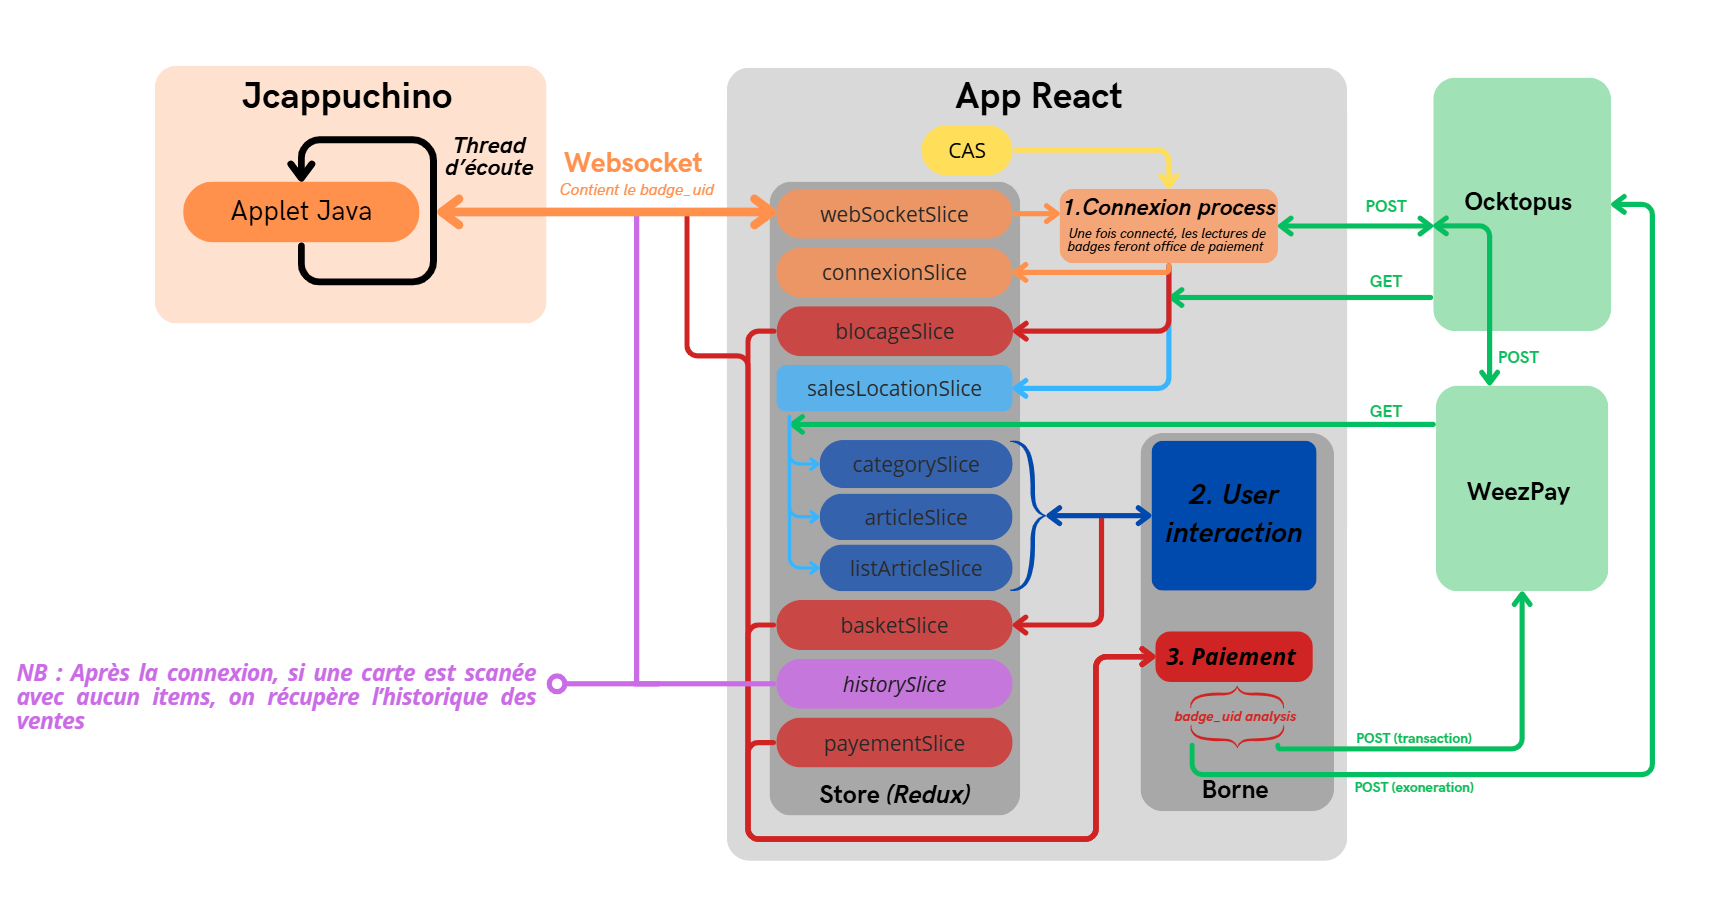 Jcappuchino
Thread
d’écoute
Applet Java
Websocket
Contient le badge_uid
App React
CAS
webSocketSlice
connexionSlice
blocageSlice
salesLocationSlice
categorySlice
articleSlice
listArticleSlice
basketSlice
historySlice
payementSlice
Store (Redux)
1.Connexion process
Une fois connecté, les lectures de
badges feront office de paiement
2. User
interaction
3. Paiement
badge_uid analysis
Borne
POST
GET
POST
GET
POST (transaction)
POST (exoneration)
Ocktopus
WeezPay
NB : Après la connexion, si une carte est scanée
avec aucun items, on récupère l’historique des
ventes